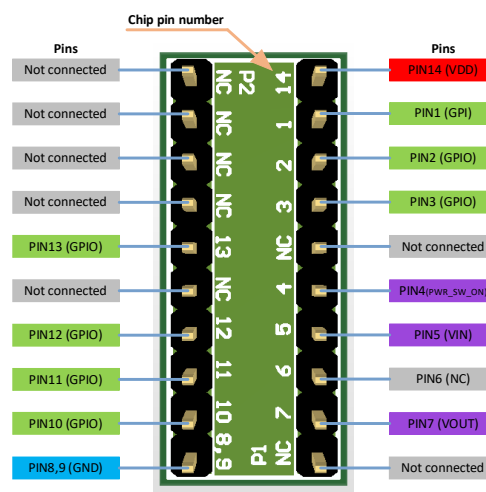 Chip pin number
Pins
Pins
Not connected
NC
P2
14
PIN14 (VDD)
Not connected
NC
1
PIN1 (GPI)
Not connected
NC
2
PIN2 (GPIO)
Not connected
NC
3
PIN3 (GPIO)
PIN13 (GPIO)
13
NC
Not connected
Not connected
NC
4
PIN4(PWR_SW_ON)
PIN12 (GPIO)
12
5
PIN5 (VIN)
PIN11 (GPIO)
11
6
PIN6 (NC)
PIN10 (GPIO)
10
7
PIN7 (VOUT)
PIN8,9 (GND)
8,9
P1
NC
Not connected